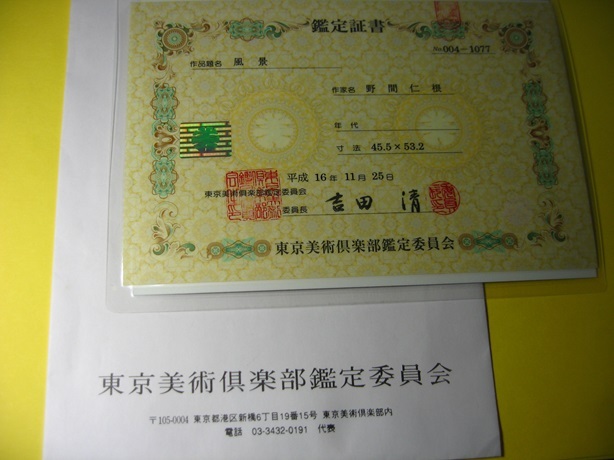 鑑定証書
No 004-1077
作品題名 風景
作家名 野間仁根
年代
寸法 45.5×53.2
平成 16年 11月 25日
東京美術倶楽部鑑定委員会
委員長 吉田 清
東京美術倶楽部鑑定委員会
東京美術倶楽部鑑定委員会
〒105-0004 東京都港区新橋6丁目19番15号 東京美術倶楽部内
電話 03-3432-0191 代表